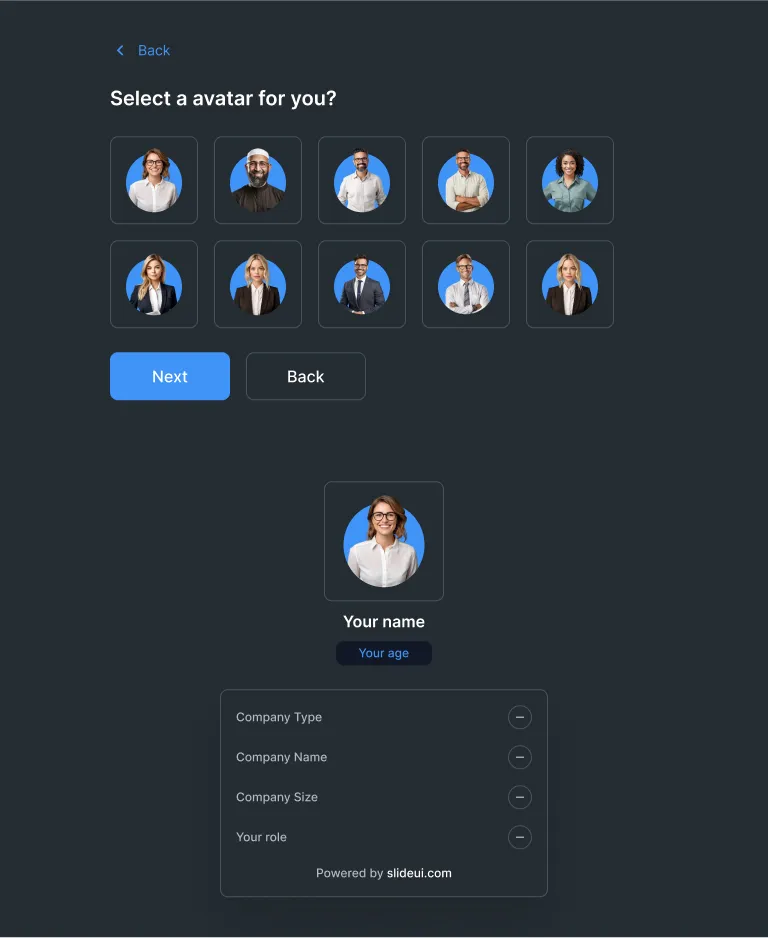 Back
Select a avatar for you?
Next
Back
Your name
Your age
Company Type
Company Name
Company Size
Your role
Powered by slideui.com